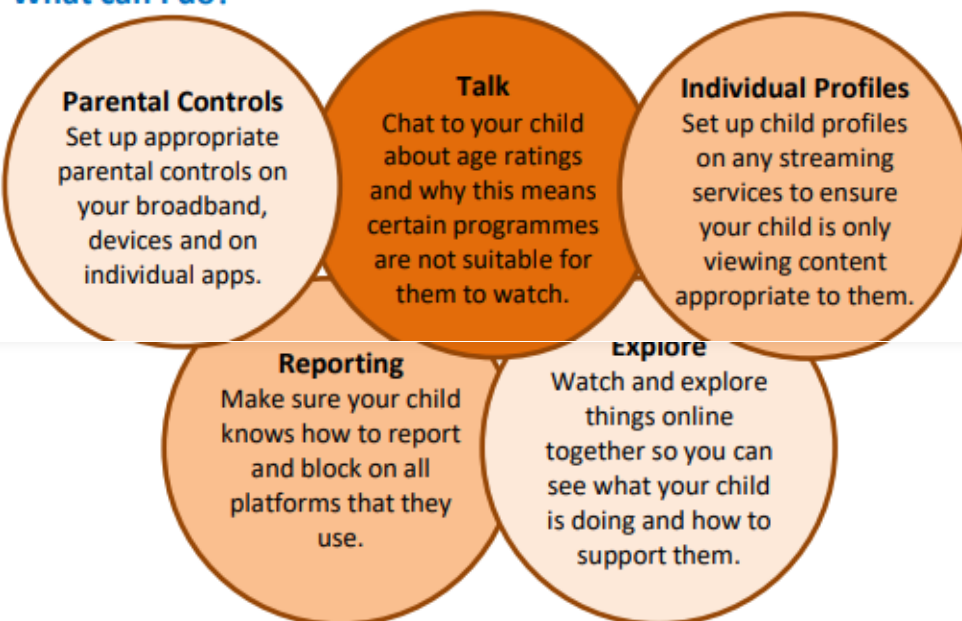 What can I do?
Parental Controls
Set up appropriate
parental controls on
your broadband,
devices and on
individual apps.
Talk
Chat to your child
about age ratings
and why this means
certain programmes
are not suitable for
them to watch.
Individual Profiles
Set up child profiles
on any streaming
services to ensure
your child is only
viewing content
appropriate to them.
Reporting
Make sure your child
knows how to report
and block on all
platforms that they
use.
Explore
Watch and explore
things online
together so you can
see what your child
is doing and how to
support them.